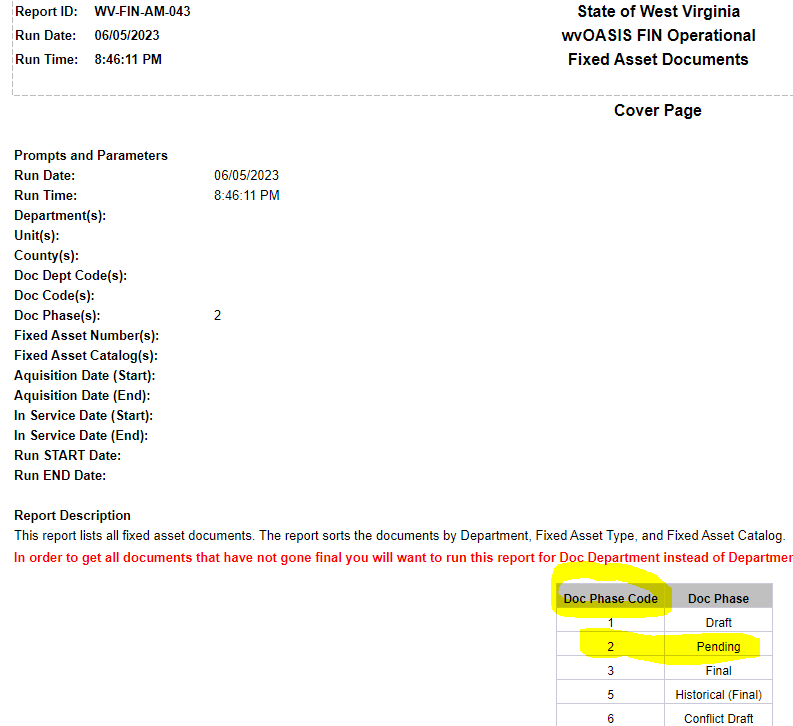 Report ID: WV-FIN-AM-043
State of West Virginia
Run Date: 06/05/2023
wvOASIS FIN Operational
Run Time: 8:46:11 PM
Fixed Asset Documents
Cover Page
Prompts and Parameters
Run Date: 06/05/2023
Run Time: 8:46:11 PM
Department(s):
Unit(s):
County(s):
Doc Dept Code(s):
Doc Code(s):
Doc Phase(s): 2
Fixed Asset Number(s):
Fixed Asset Catalog(s):
Aquisition Date (Start):
Aquisition Date (End):
In Service Date (Start):
In Service Date (End):
Run START Date:
Run END Date:
Report Description
This report lists all fixed asset documents. The report sorts the documents by Department, Fixed Asset Type, and Fixed Asset Catalog.
In order to get all documents that have not gone final you will want to run this report for Doc Department instead of Departmen
Doc Phase Code Doc Phase
1 Draft
2 Pending
3 Final
5 Historical (Final)
6 Conflict Draft